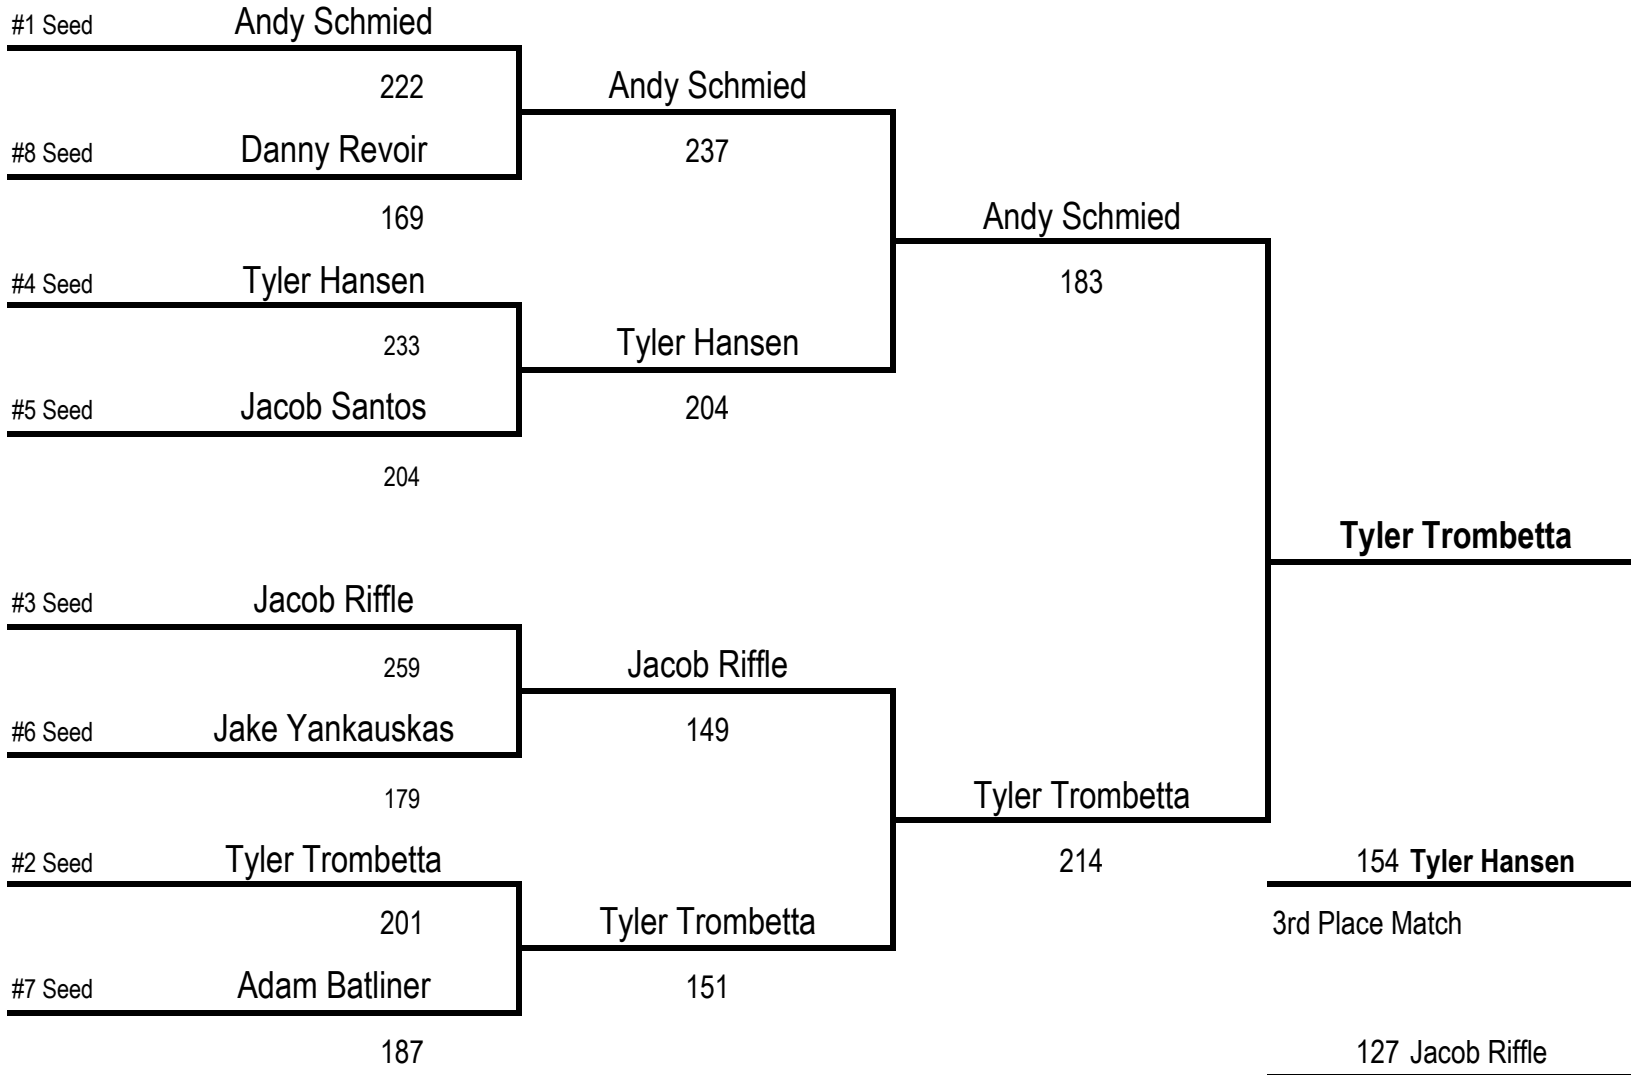 #1 Seed Andy Schmied
222 Andy Schmied
#8 Seed Danny Revoir 237
169 Andy Schmied
#4 Seed Tyler Hansen 183
233 Tyler Hansen
#5 Seed Jacob Santos 204
204
Tyler Trombetta
#3 Seed Jacob Riffle
259 Jacob Riffle
#6 Seed Jake Yankauskas 149
179 Tyler Trombetta
#2 Seed Tyler Trombetta 214 154 Tyler Hansen
201 Tyler Trombetta 3rd Place Match
#7 Seed Adam Batliner 151
187 127 Jacob Riffle